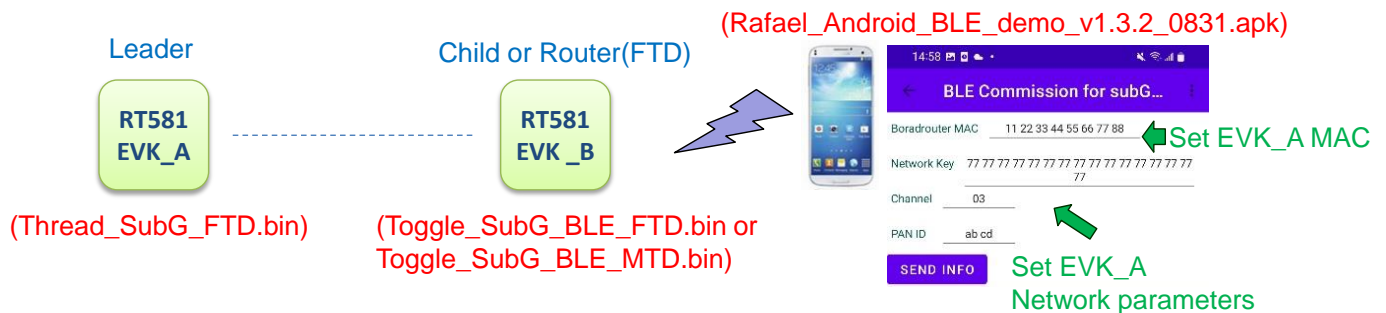 (Rafael_Android_BLE_demo_v1.3.2_0831.apk)
Leader
Child or Router(FTD)
RT581
EVK_A
RT581
EVK _B
(Thread_SubG_FTD.bin)
(Toggle_SubG_BLE_FTD.bin or
Toggle_SubG_BLE_MTD.bin)
14:58
BLE Commission for subG...
Boradrouter MAC 11 22 33 44 55 66 77 88
Set EVK_A MAC
Network Key 77 77 77 77 77 77 77 77 77 77 77 77 77 77 77
77
Channel 03
PAN ID ab cd
SEND INFO
Set EVK_A
Network parameters